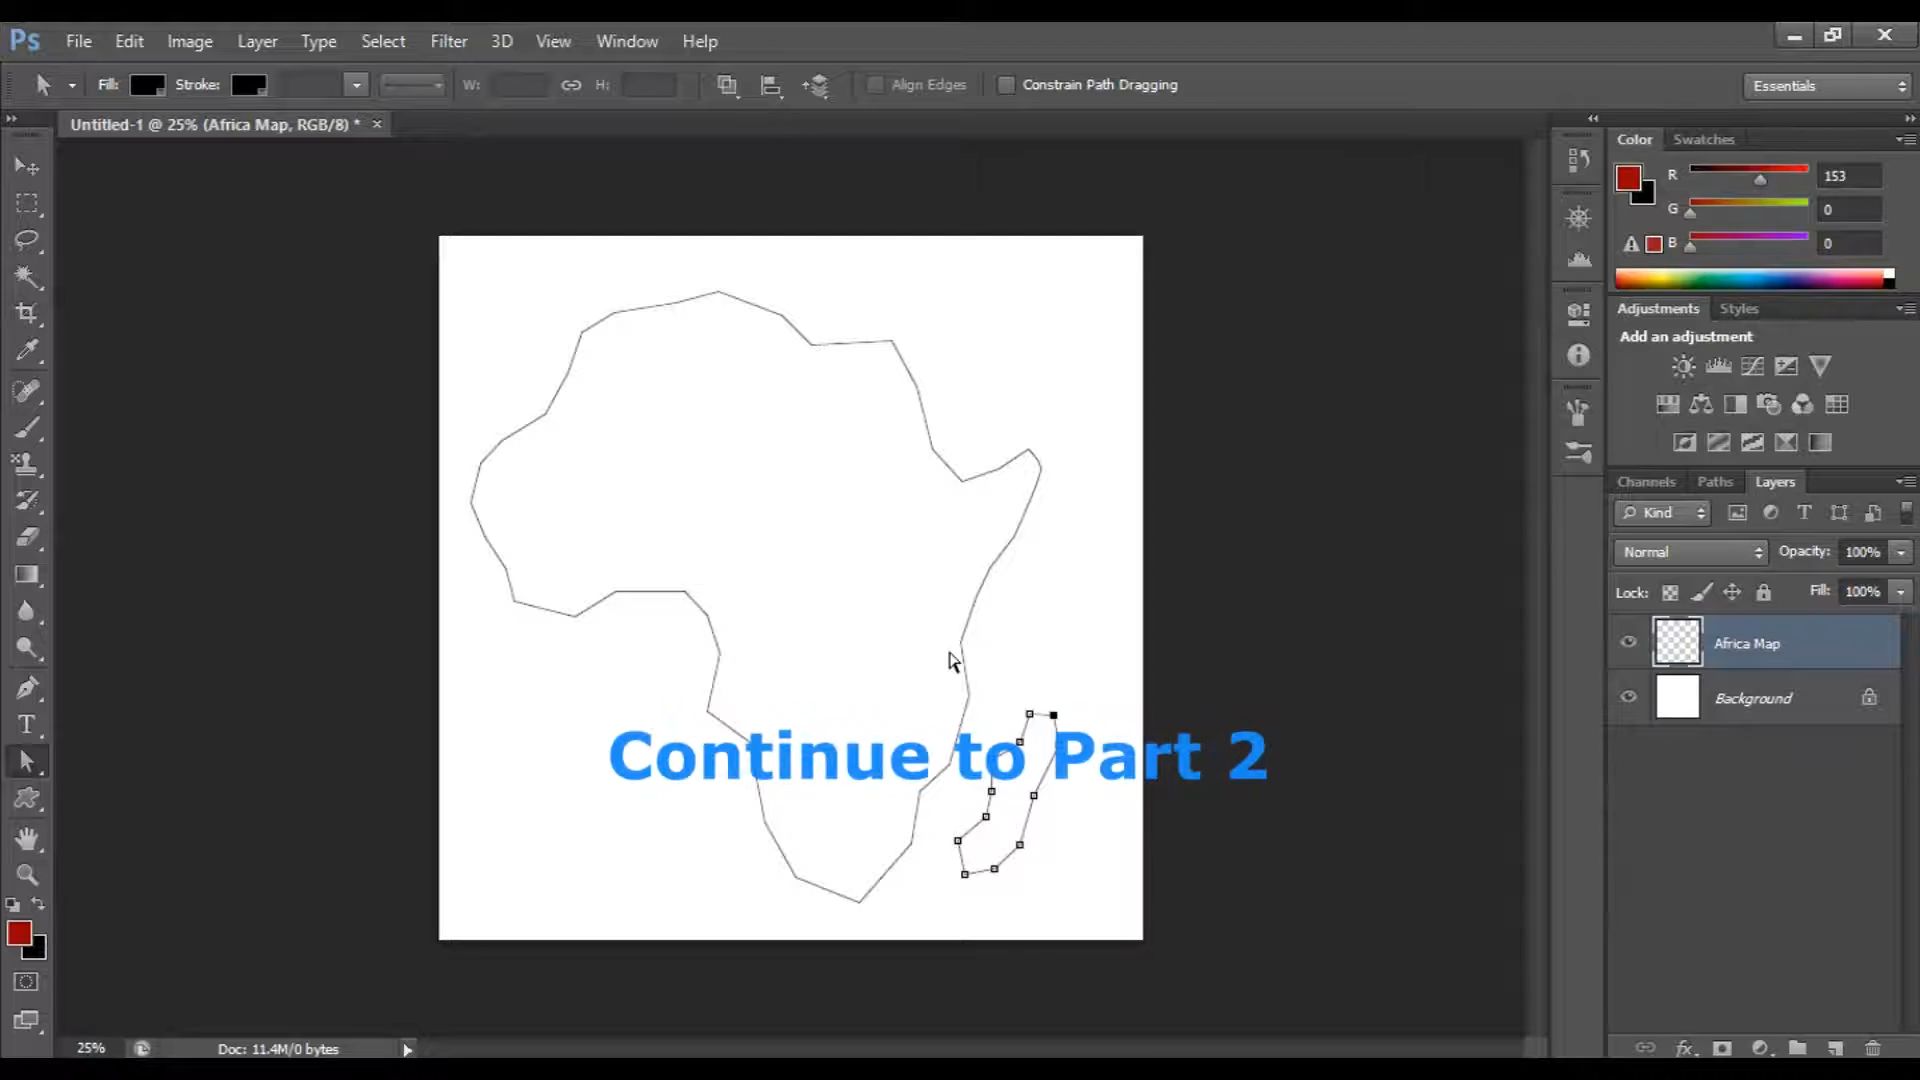 Ps File Edit Image Layer Type Select Filter 3D View Window Help
Fill: Stroke: W: H: Align Edges Constrain Path Dragging Essentials
Untitled-1 @ 25% (Africa Map, RGB/8) * ×
Color Swatches
R 153
G 0
B 0
Adjustments Styles
Add an adjustment
Channels Paths Layers
Kind
Normal Opacity: 100%
Lock: Fill: 100%
Africa Map
Background
Continue to Part 2
25% Doc: 11.4M/0 bytes